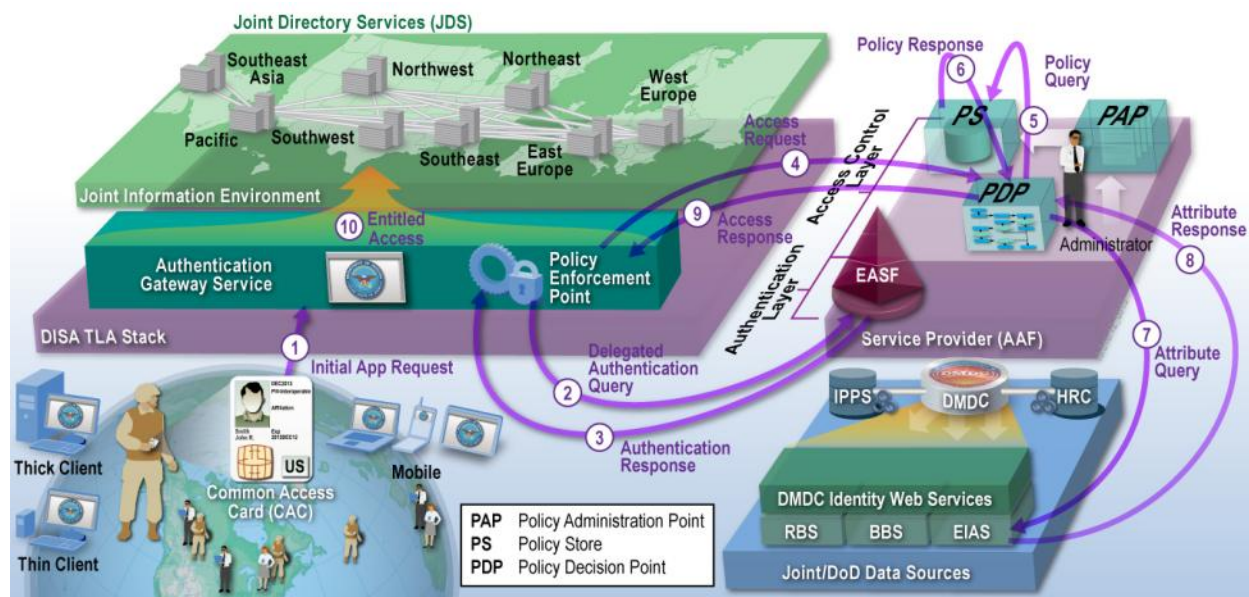 Joint Directory Services (JDS)
Southeast
Asia
Northwest
Northeast
West
Europe
Pacific
Southwest
Southeast
East
Europe
Joint Information Environment
10
Entitled
Access
Authentication
Gateway Service
Policy
Enforcement
Point
DISA TLA Stack
1
Initial App Request
Delegated
Authentication
Query
2
3
Authentication
Response
Access
Request
4
9
Access
Response
Access Control
Layer
Authentication
Layer
Policy Response
6
Policy
Query
5
PS
PAP
PDP
Administrator
Attribute
Response
8
7
Attribute
Query
EASF
Service Provider (AAF)
IPPS
DMDC
HRC
DMDC Identity Web Services
RBS
BBS
EIAS
Joint/DoD Data Sources
Thick Client
Thin Client
Affiliation
Smith
John R.
Exp
US
Common Access
Card (CAC)
Mobile
PAP Policy Administration Point
PS Policy Store
PDP Policy Decision Point